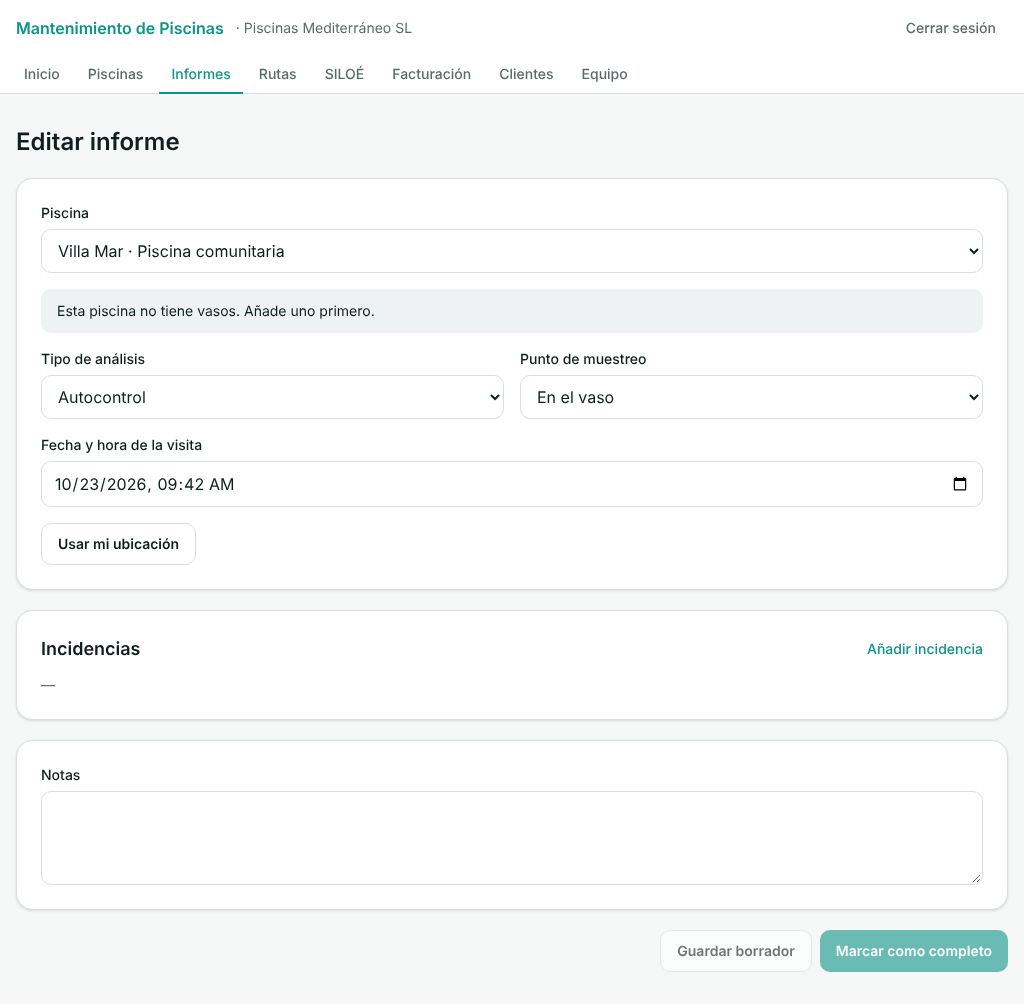 Mantenimiento de Piscinas · Piscinas Mediterráneo SL Cerrar sesión
Inicio Piscinas Informes Rutas SILOÉ Facturación Clientes Equipo
Editar informe
Piscina
Villa Mar · Piscina comunitaria
Esta piscina no tiene vasos. Añade uno primero.
Tipo de análisis Punto de muestreo
Autocontrol En el vaso
Fecha y hora de la visita
10/23/2026, 09:42 AM
Usar mi ubicación
Incidencias Añadir incidencia
—
Notas
Guardar borrador Marcar como completo